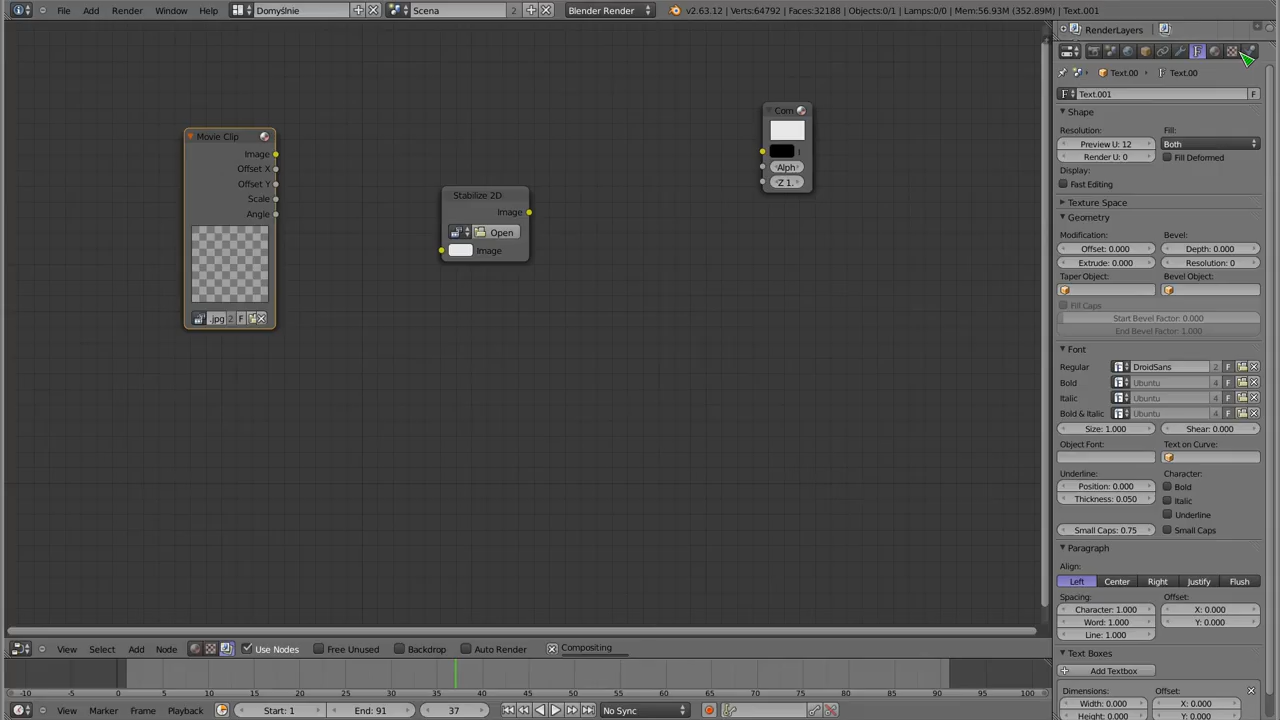 File Add Render Window Help Domyślnie Scena 2 Blender Render v2.63.12 | Verts:64792 | Faces:32188 | Objects:0/1 | Lamps:0/0 | Mem:56.93M (352.89M) | Text.001
RenderLayers
Text.00 Text.00
Text.001 F
Shape
Resolution: Fill:
Preview U: 12 Both
Render U: 0 Fill Deformed
Display:
Fast Editing
Texture Space
Geometry
Modification: Bevel:
Offset: 0.000 Depth: 0.000
Extrude: 0.000 Resolution: 0
Taper Object: Bevel Object:
Fill Caps
Start Bevel Factor: 0.000
End Bevel Factor: 1.000
Font
Regular DroidSans 2 F
Bold Ubuntu 4 F
Italic Ubuntu 4 F
Bold & Italic Ubuntu 4 F
Size: 1.000 Shear: 0.000
Object Font: Text on Curve:
Underline: Character:
Position: 0.000 Bold
Thickness: 0.050 Italic
Underline
Small Caps: 0.75 Small Caps
Paragraph
Align:
Left Center Right Justify Flush
Spacing: Offset:
Character: 1.000 X: 0.000
Word: 1.000 Y: 0.000
Line: 1.000
Text Boxes
Add Textbox
Dimensions: Offset:
Width: 0.000 X: 0.000
Height: 0.000 Y: 0.000
Movie Clip
Image
Offset X
Offset Y
Scale
Angle
.jpg 2 F
Stabilize 2D
Image
Open
Image
Com
Alph
Z 1.
View Select Add Node Use Nodes Free Unused Backdrop Auto Render Compositing
-10 -5 0 5 10 15 20 25 30 35 40 45 50 55 60 65 70 75 80 85 90 95 100
View Marker Frame Playback Start: 1 End: 91 37 No Sync